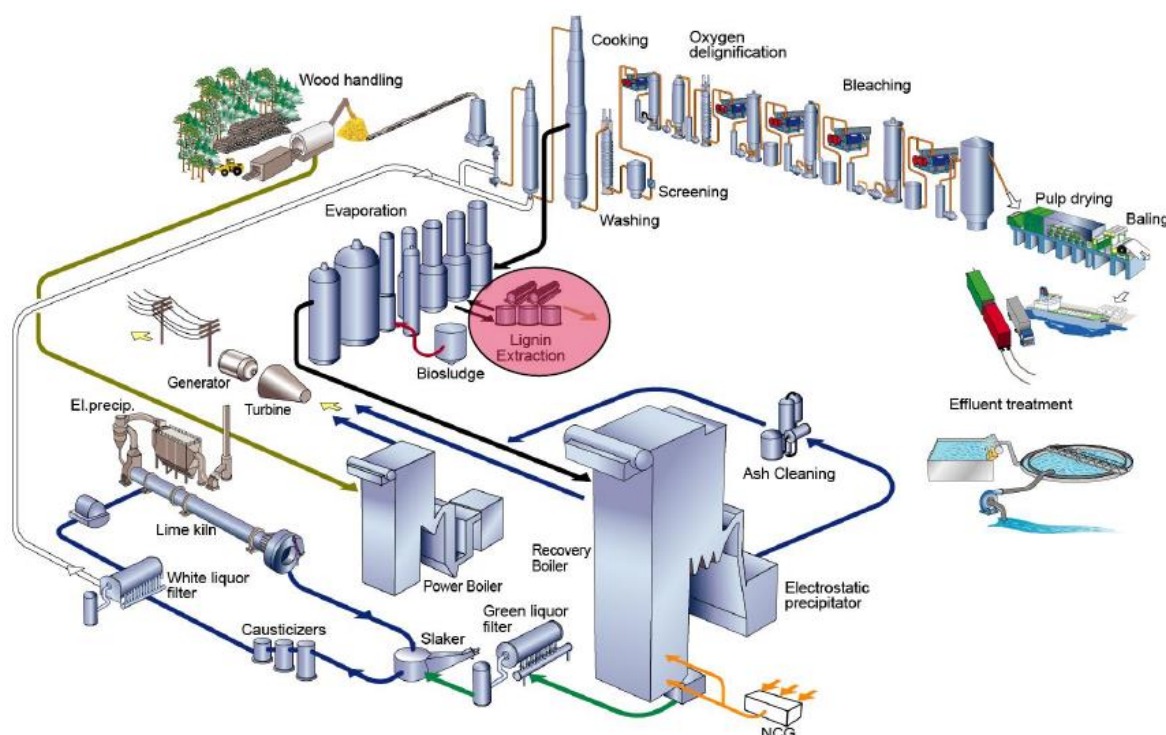 Wood handling
Cooking
Oxygen
delignification
Bleaching
Screening
Washing
Pulp drying
Baling
Evaporation
Lignin
Extraction
Biosludge
Generator
Turbine
El.precip.
Effluent treatment
Ash Cleaning
Lime kiln
Recovery
Boiler
Power Boiler
Electrostatic
precipitator
White liquor
filter
Green liquor
filter
Causticizers
Slaker
NCG